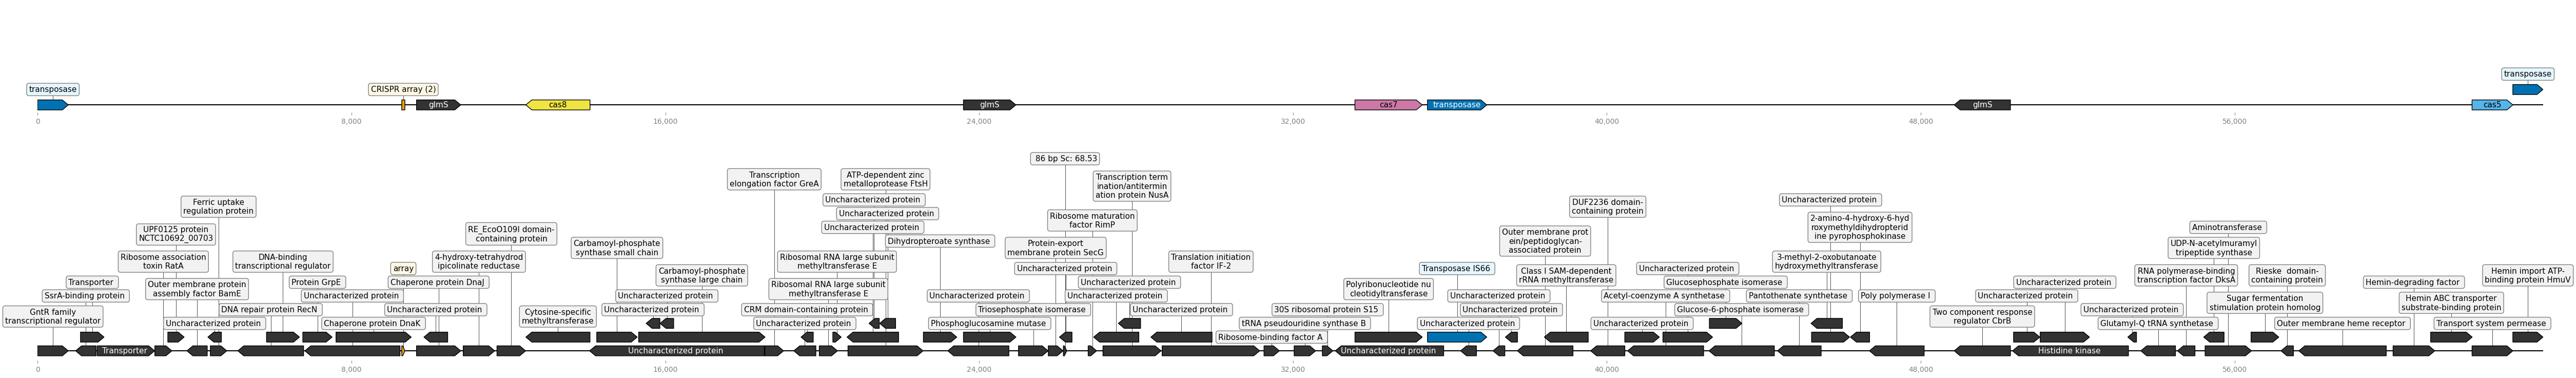 transposase
CRISPR array (2)
transposase
glmS
cas8
glmS
cas7
transposase
glmS
cas5
0
8,000
16,000
24,000
32,000
40,000
48,000
56,000
86 bp Sc: 68.53
Transcription
elongation factor GreA
ATP-dependent zinc
metalloprotease FtsH
Transcription term
ination/antitermin
ation protein NusA
Ferric uptake
regulation protein
Uncharacterized protein
DUF2236 domain-
containing protein
Uncharacterized protein
Uncharacterized protein
Ribosome maturation
factor RimP
2-amino-4-hydroxy-6-hyd
roxymethyldihydropterid
ine pyrophosphokinase
UPF0125 protein
NCTC10692_00703
RE_EcoO109I domain-
containing protein
Uncharacterized protein
Aminotransferase
Carbamoyl-phosphate
synthase small chain
Dihydropteroate synthase
Protein-export
membrane protein SecG
Outer membrane prot
ein/peptidoglycan-
associated protein
UDP-N-acetylmuramyl
tripeptide synthase
Ribosome association
toxin RatA
DNA-binding
transcriptional regulator
array
4-hydroxy-tetrahydrod
ipicolinate reductase
Carbamoyl-phosphate
synthase large chain
Ribosomal RNA large subunit
methyltransferase E
Uncharacterized protein
Translation initiation
factor IF-2
Transposase IS66
Class I SAM-dependent
rRNA methyltransferase
Uncharacterized protein
3-methyl-2-oxobutanoate
hydroxymethyltransferase
RNA polymerase-binding
transcription factor DksA
Rieske domain-
containing protein
Hemin import ATP-
binding protein HmuV
Transporter
Outer membrane protein
assembly factor BamE
Protein GrpE
Chaperone protein DnaJ
Ribosomal RNA large subunit
methyltransferase E
Uncharacterized protein
Polyribonucleotide nu
cleotidyltransferase
Glucosephosphate isomerase
Uncharacterized protein
Hemin-degrading factor
SsrA-binding protein
Uncharacterized protein
Uncharacterized protein
Uncharacterized protein
Uncharacterized protein
Uncharacterized protein
Acetyl-coenzyme A synthetase
Pantothenate synthetase
Poly polymerase I
Uncharacterized protein
Sugar fermentation
stimulation protein homolog
Hemin ABC transporter
substrate-binding protein
GntR family
transcriptional regulator
DNA repair protein RecN
Uncharacterized protein
Cytosine-specific
methyltransferase
Uncharacterized protein
CRM domain-containing protein
Triosephosphate isomerase
Uncharacterized protein
30S ribosomal protein S15
Uncharacterized protein
Glucose-6-phosphate isomerase
Two component response
regulator CbrB
Uncharacterized protein
Uncharacterized protein
Chaperone protein DnaK
Uncharacterized protein
Phosphoglucosamine mutase
tRNA pseudouridine synthase B
Uncharacterized protein
Uncharacterized protein
Glutamyl-Q tRNA synthetase
Outer membrane heme receptor
Transport system permease
Ribosome-binding factor A
Transporter
Uncharacterized protein
Uncharacterized protein
Histidine kinase
0
8,000
16,000
24,000
32,000
40,000
48,000
56,000